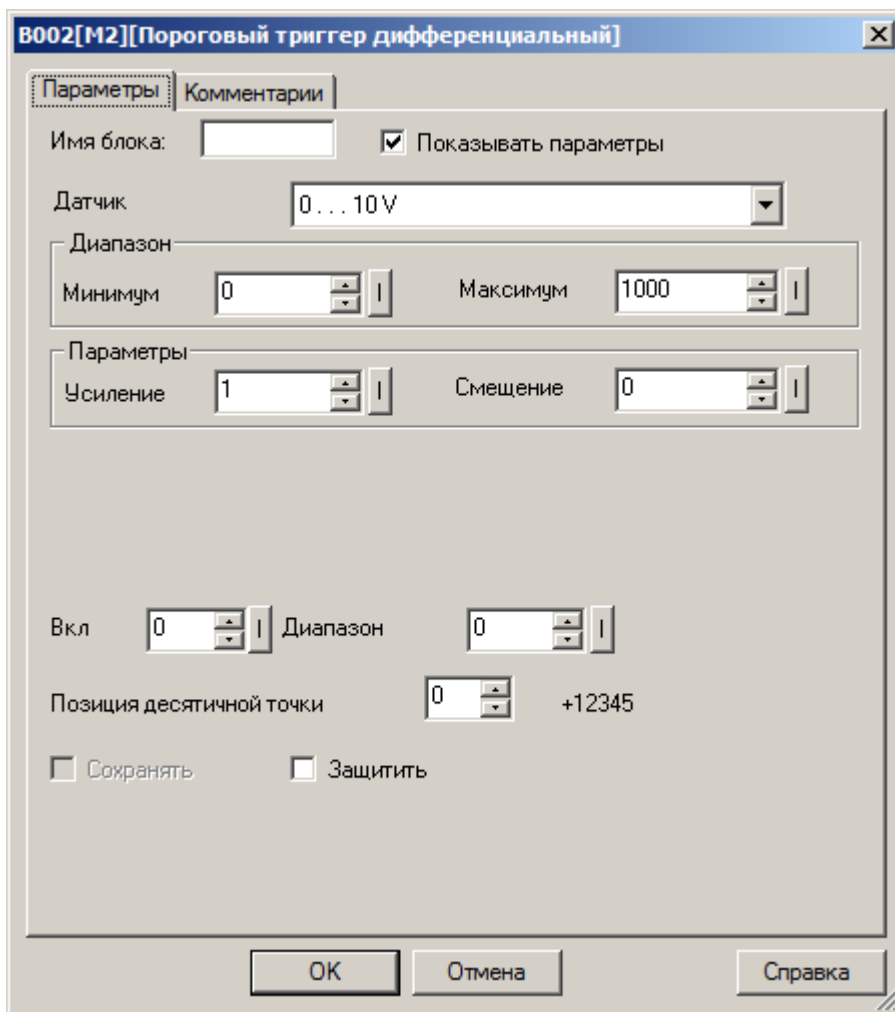 B002[M2][Пороговый триггер дифференциальный]
Параметры Комментарии
Имя блока: Показывать параметры
Датчик 0...10 V
Диапазон
Минимум 0 I Максимум 1000 I
Параметры
Усиление 1 I Смещение 0 I
Вкл 0 I Диапазон 0 I
Позиция десятичной точки 0 +12345
Сохранять Защитить
OK Отмена Справка